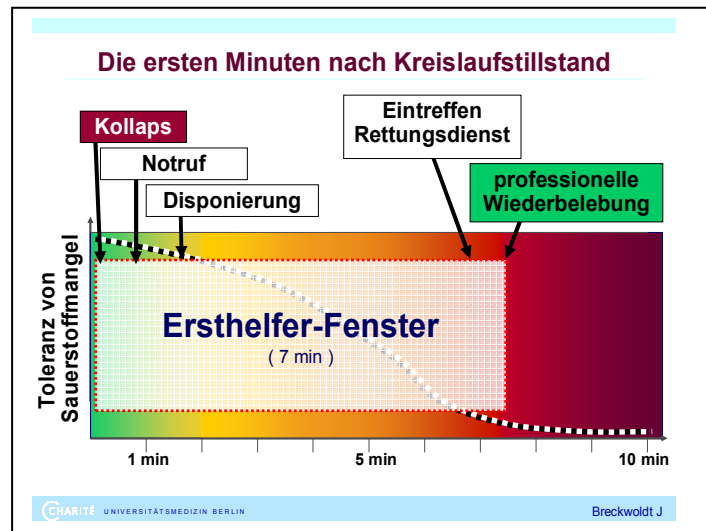 Die ersten Minuten nach Kreislaufstillstand
Kollaps
Notruf
Disponierung
Eintreffen
Rettungsdienst
professionelle
Wiederbelebung
Toleranz von
Sauerstoffmangel
Ersthelfer-Fenster
( 7 min )
1 min
5 min
10 min
CHARITÉ UNIVERSITÄTSMEDIZIN BERLIN
Breckwoldt J